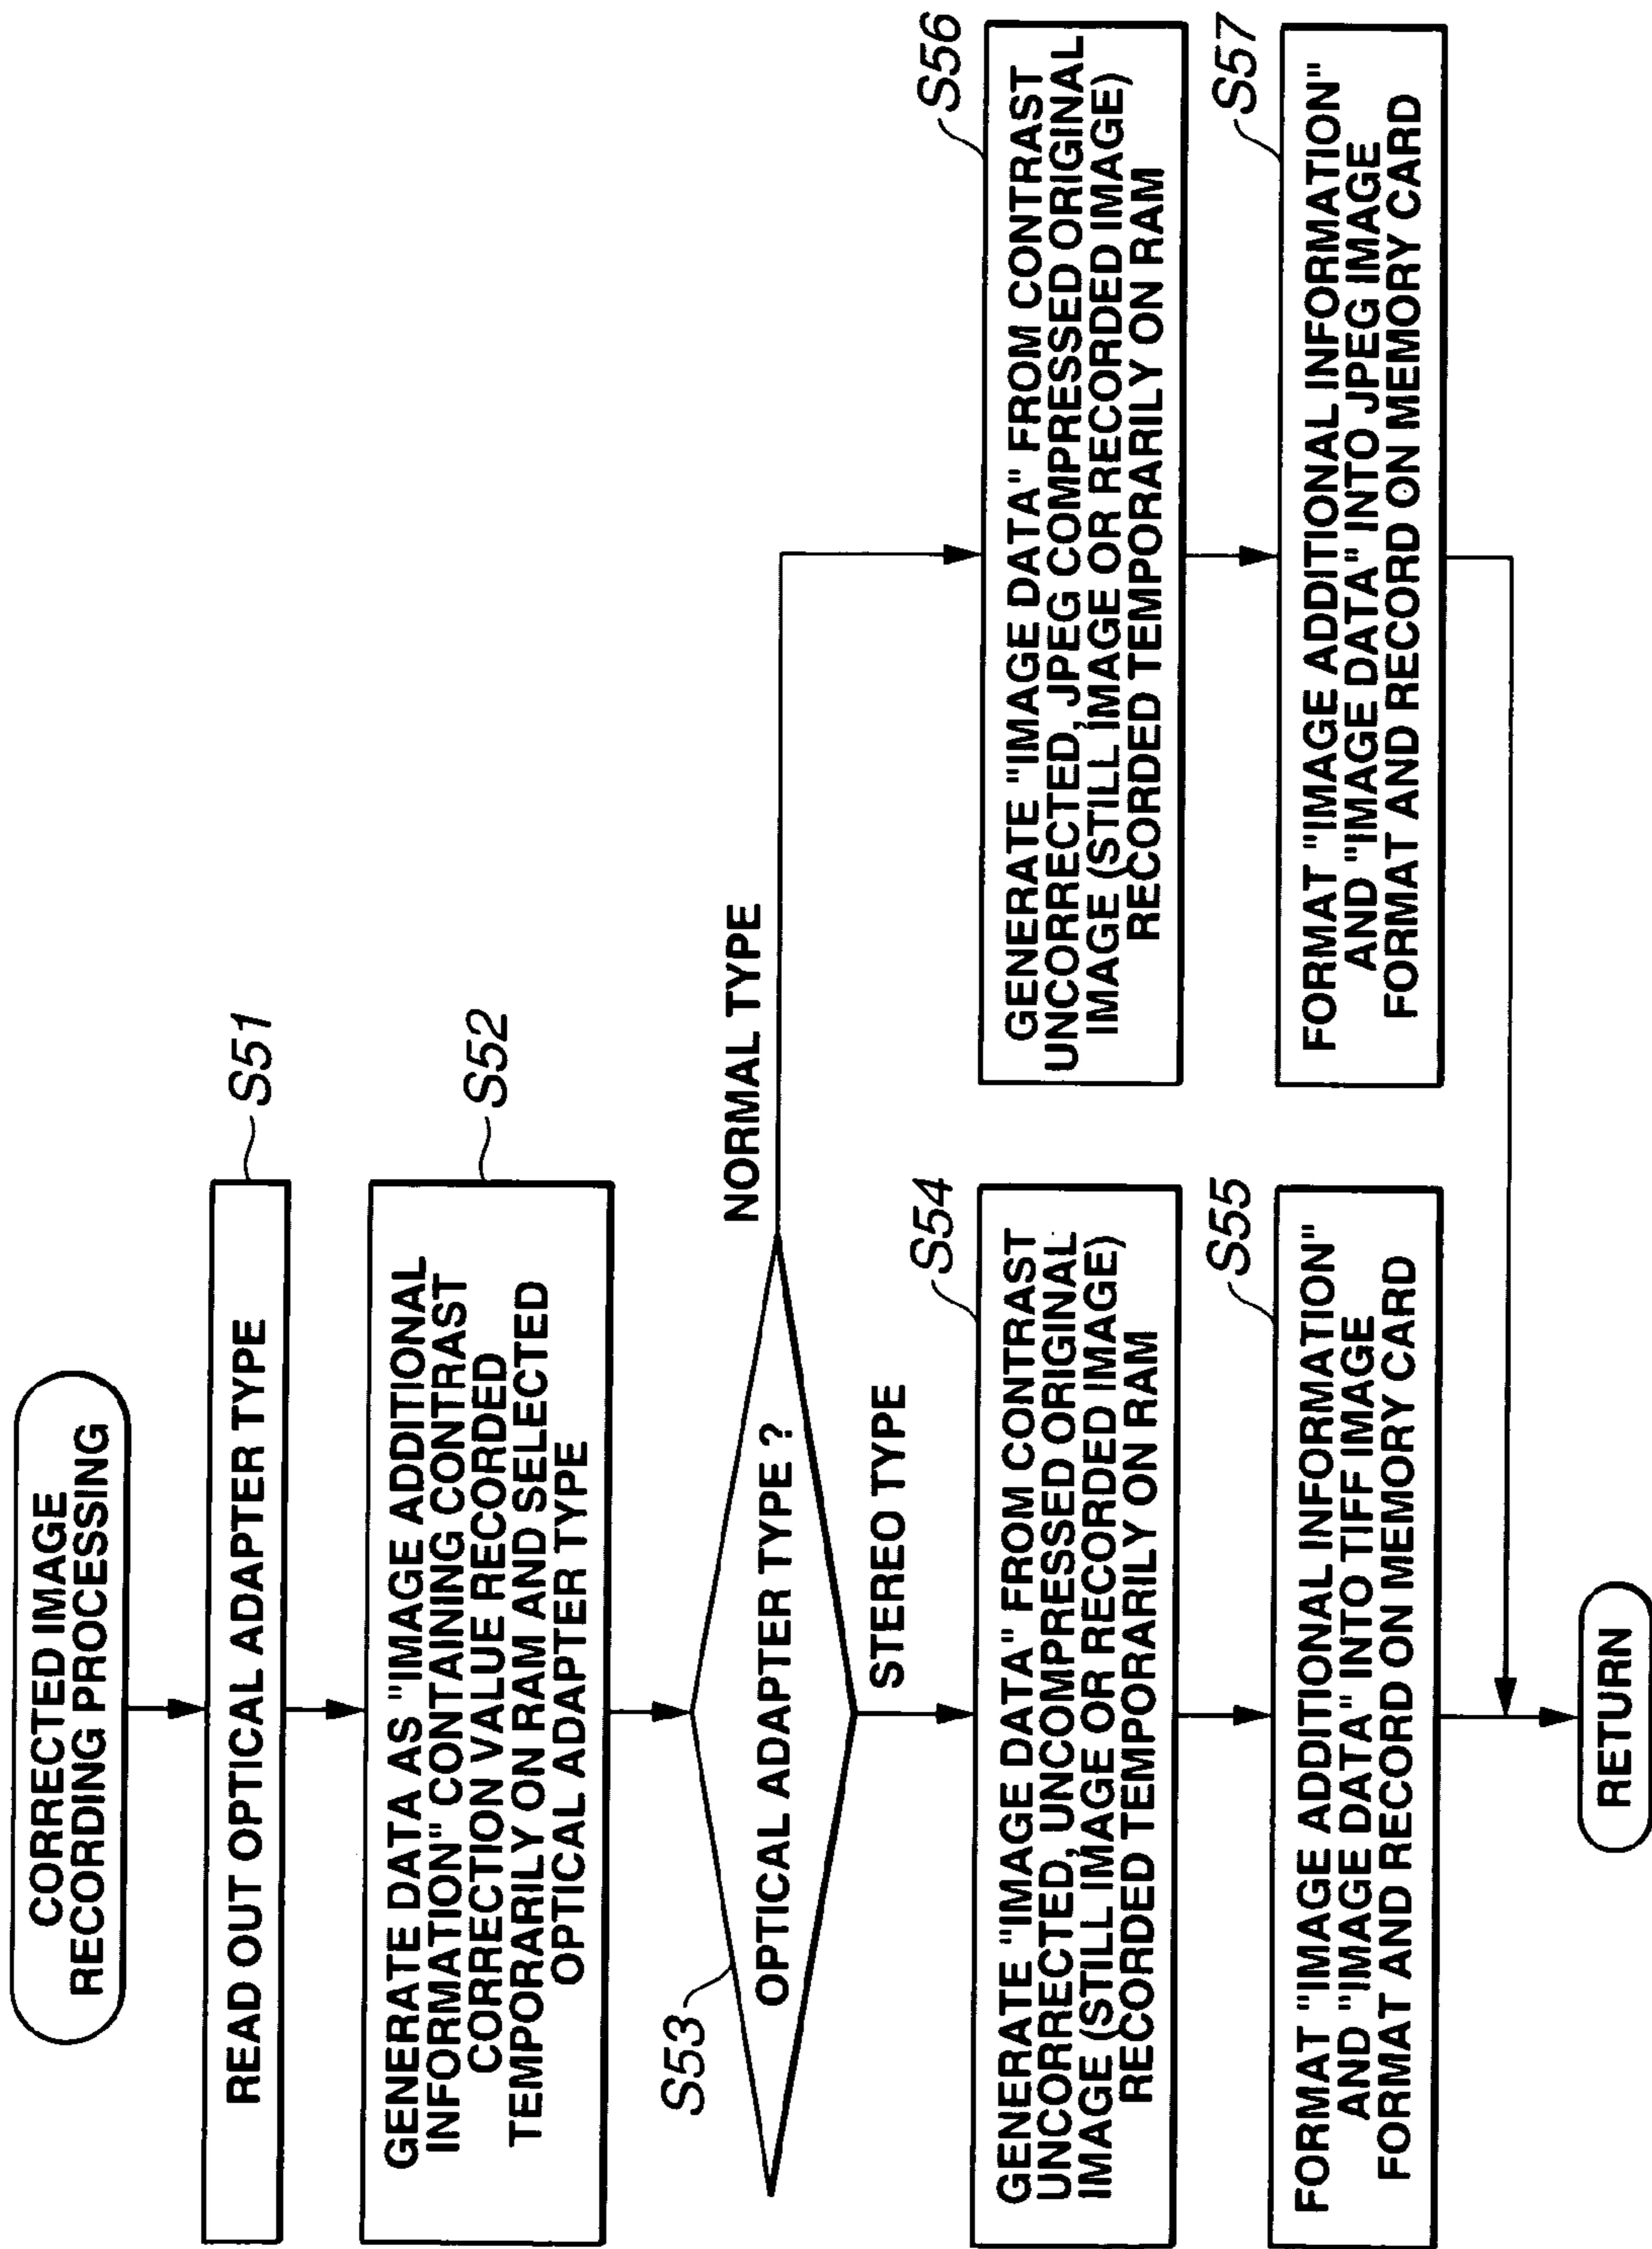 CORRECTED IMAGE
RECORDING PROCESSING
S51
READ OUT OPTICAL ADAPTER TYPE
S52
GENERATE DATA AS "IMAGE ADDITIONAL
INFORMATION" CONTAINING CONTRAST
CORRECTION VALUE RECORDED
TEMPORARILY ON RAM AND SELECTED
OPTICAL ADAPTER TYPE
S53
OPTICAL ADAPTER TYPE ?
NORMAL TYPE
STEREO TYPE
S54
GENERATE "IMAGE DATA" FROM CONTRAST
UNCORRECTED, UNCOMPRESSED ORIGINAL
IMAGE (STILL IMAGE OR RECORDED IMAGE)
RECORDED TEMPORARILY ON RAM
S55
FORMAT "IMAGE ADDITIONAL INFORMATION"
AND "IMAGE DATA" INTO TIFF IMAGE
FORMAT AND RECORD ON MEMORY CARD
S56
GENERATE "IMAGE DATA" FROM CONTRAST
UNCORRECTED, JPEG COMPRESSED ORIGINAL
IMAGE (STILL IMAGE OR RECORDED IMAGE)
RECORDED TEMPORARILY ON RAM
S57
FORMAT "IMAGE ADDITIONAL INFORMATION"
AND "IMAGE DATA" INTO JPEG IMAGE
FORMAT AND RECORD ON MEMORY CARD
RETURN